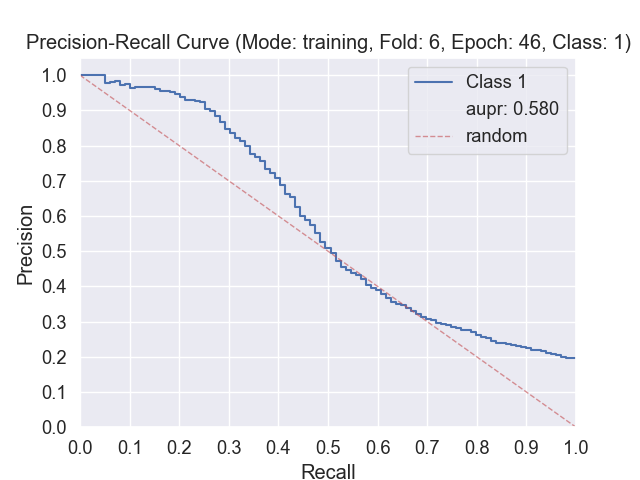 Precision-Recall Curve (Mode: training, Fold: 6, Epoch: 46, Class: 1)
Class 1
aupr: 0.580
random
Precision
1.0
0.9
0.8
0.7
0.6
0.5
0.4
0.3
0.2
0.1
0.0
0.0 0.1 0.2 0.3 0.4 0.5 0.6 0.7 0.8 0.9 1.0
Recall